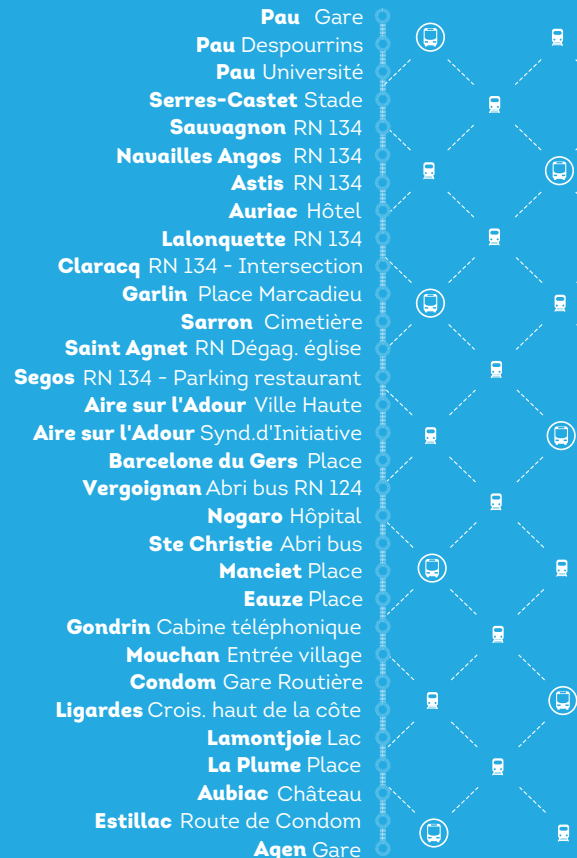 Pau Gare
Pau Despourrins
Pau Université
Serres-Castet Stade
Sauvagnon RN 134
Navailles Angos RN 134
Astis RN 134
Auriac Hôtel
Lalonquette RN 134
Claracq RN 134 - Intersection
Garlin Place Marcadieu
Sarron Cimetière
Saint Agnet RN Dégag. église
Segos RN 134 - Parking restaurant
Aire sur l'Adour Ville Haute
Aire sur l'Adour Synd.d'Initiative
Barcelone du Gers Place
Vergoignan Abri bus RN 124
Nogaro Hôpital
Ste Christie Abri bus
Manciet Place
Eauze Place
Gondrin Cabine téléphonique
Mouchan Entrée village
Condom Gare Routière
Ligardes Crois. haut de la côte
Lamontjoie Lac
La Plume Place
Aubiac Château
Estillac Route de Condom
Agen Gare